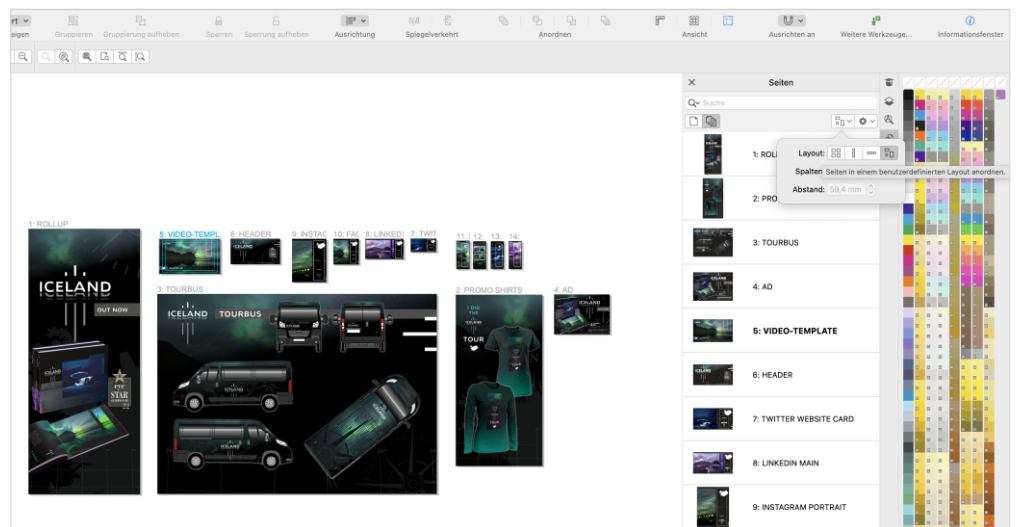 rt
eigen
Gruppieren
Gruppierung aufheben
Sperren
Sperrung aufheben
Ausrichtung
Spiegelverkehrt
Anordnen
Ansicht
Ausrichten an
Weitere Werkzeuge...
Informationsfenster
Seiten
Suche
1: ROLL
Layout:
Spalten
Seiten in einem benutzerdefinierten Layout anordnen.
2: PRO
Abstand: 59,4 mm
3: TOURBUS
4: AD
5: VIDEO-TEMPLATE
6: HEADER
7: TWITTER WEBSITE CARD
8: LINKEDIN MAIN
9: INSTAGRAM PORTRAIT
1: ROLLUP
ICELAND
OUT NOW
STAR
5: VIDEO-TEMPL
6: HEADER
ICELAND
9: INSTAC
10: FAC
8: LINKEDI
7: TWIT
11:
12:
13:
14:
3: TOURBUS
ICELAND
TOURBUS
2: PROMO SHIRTS
I DID
THE
ICELAND
TOUR
4: AD